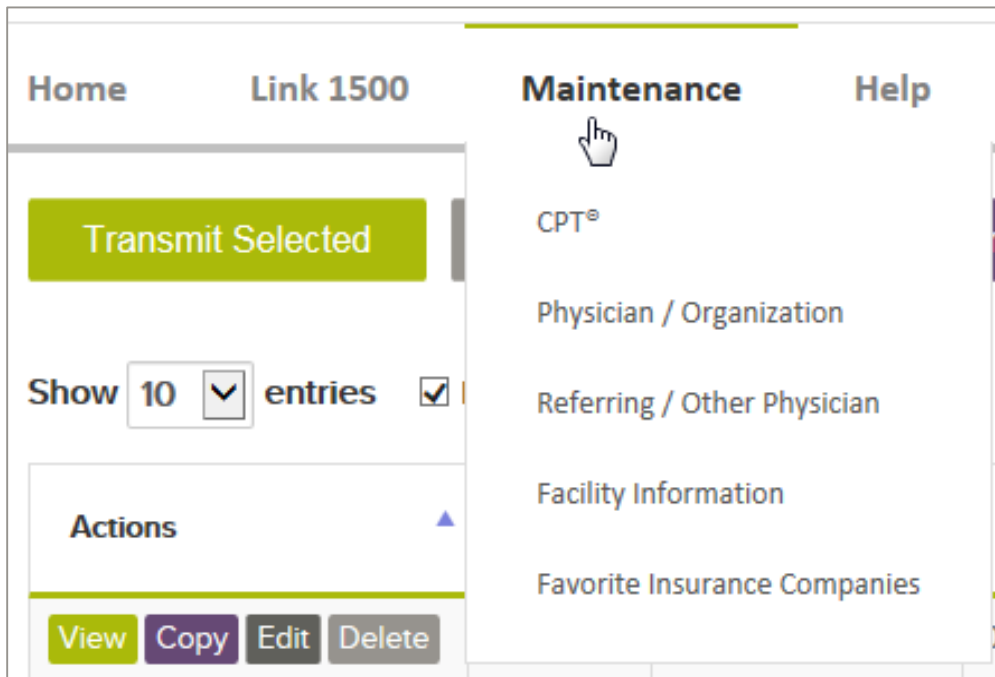 Home Link 1500 Maintenance Help
CPT®
Transmit Selected
Physician / Organization
Show 10 entries
Referring / Other Physician
Facility Information
Actions
Favorite Insurance Companies
View Copy Edit Delete